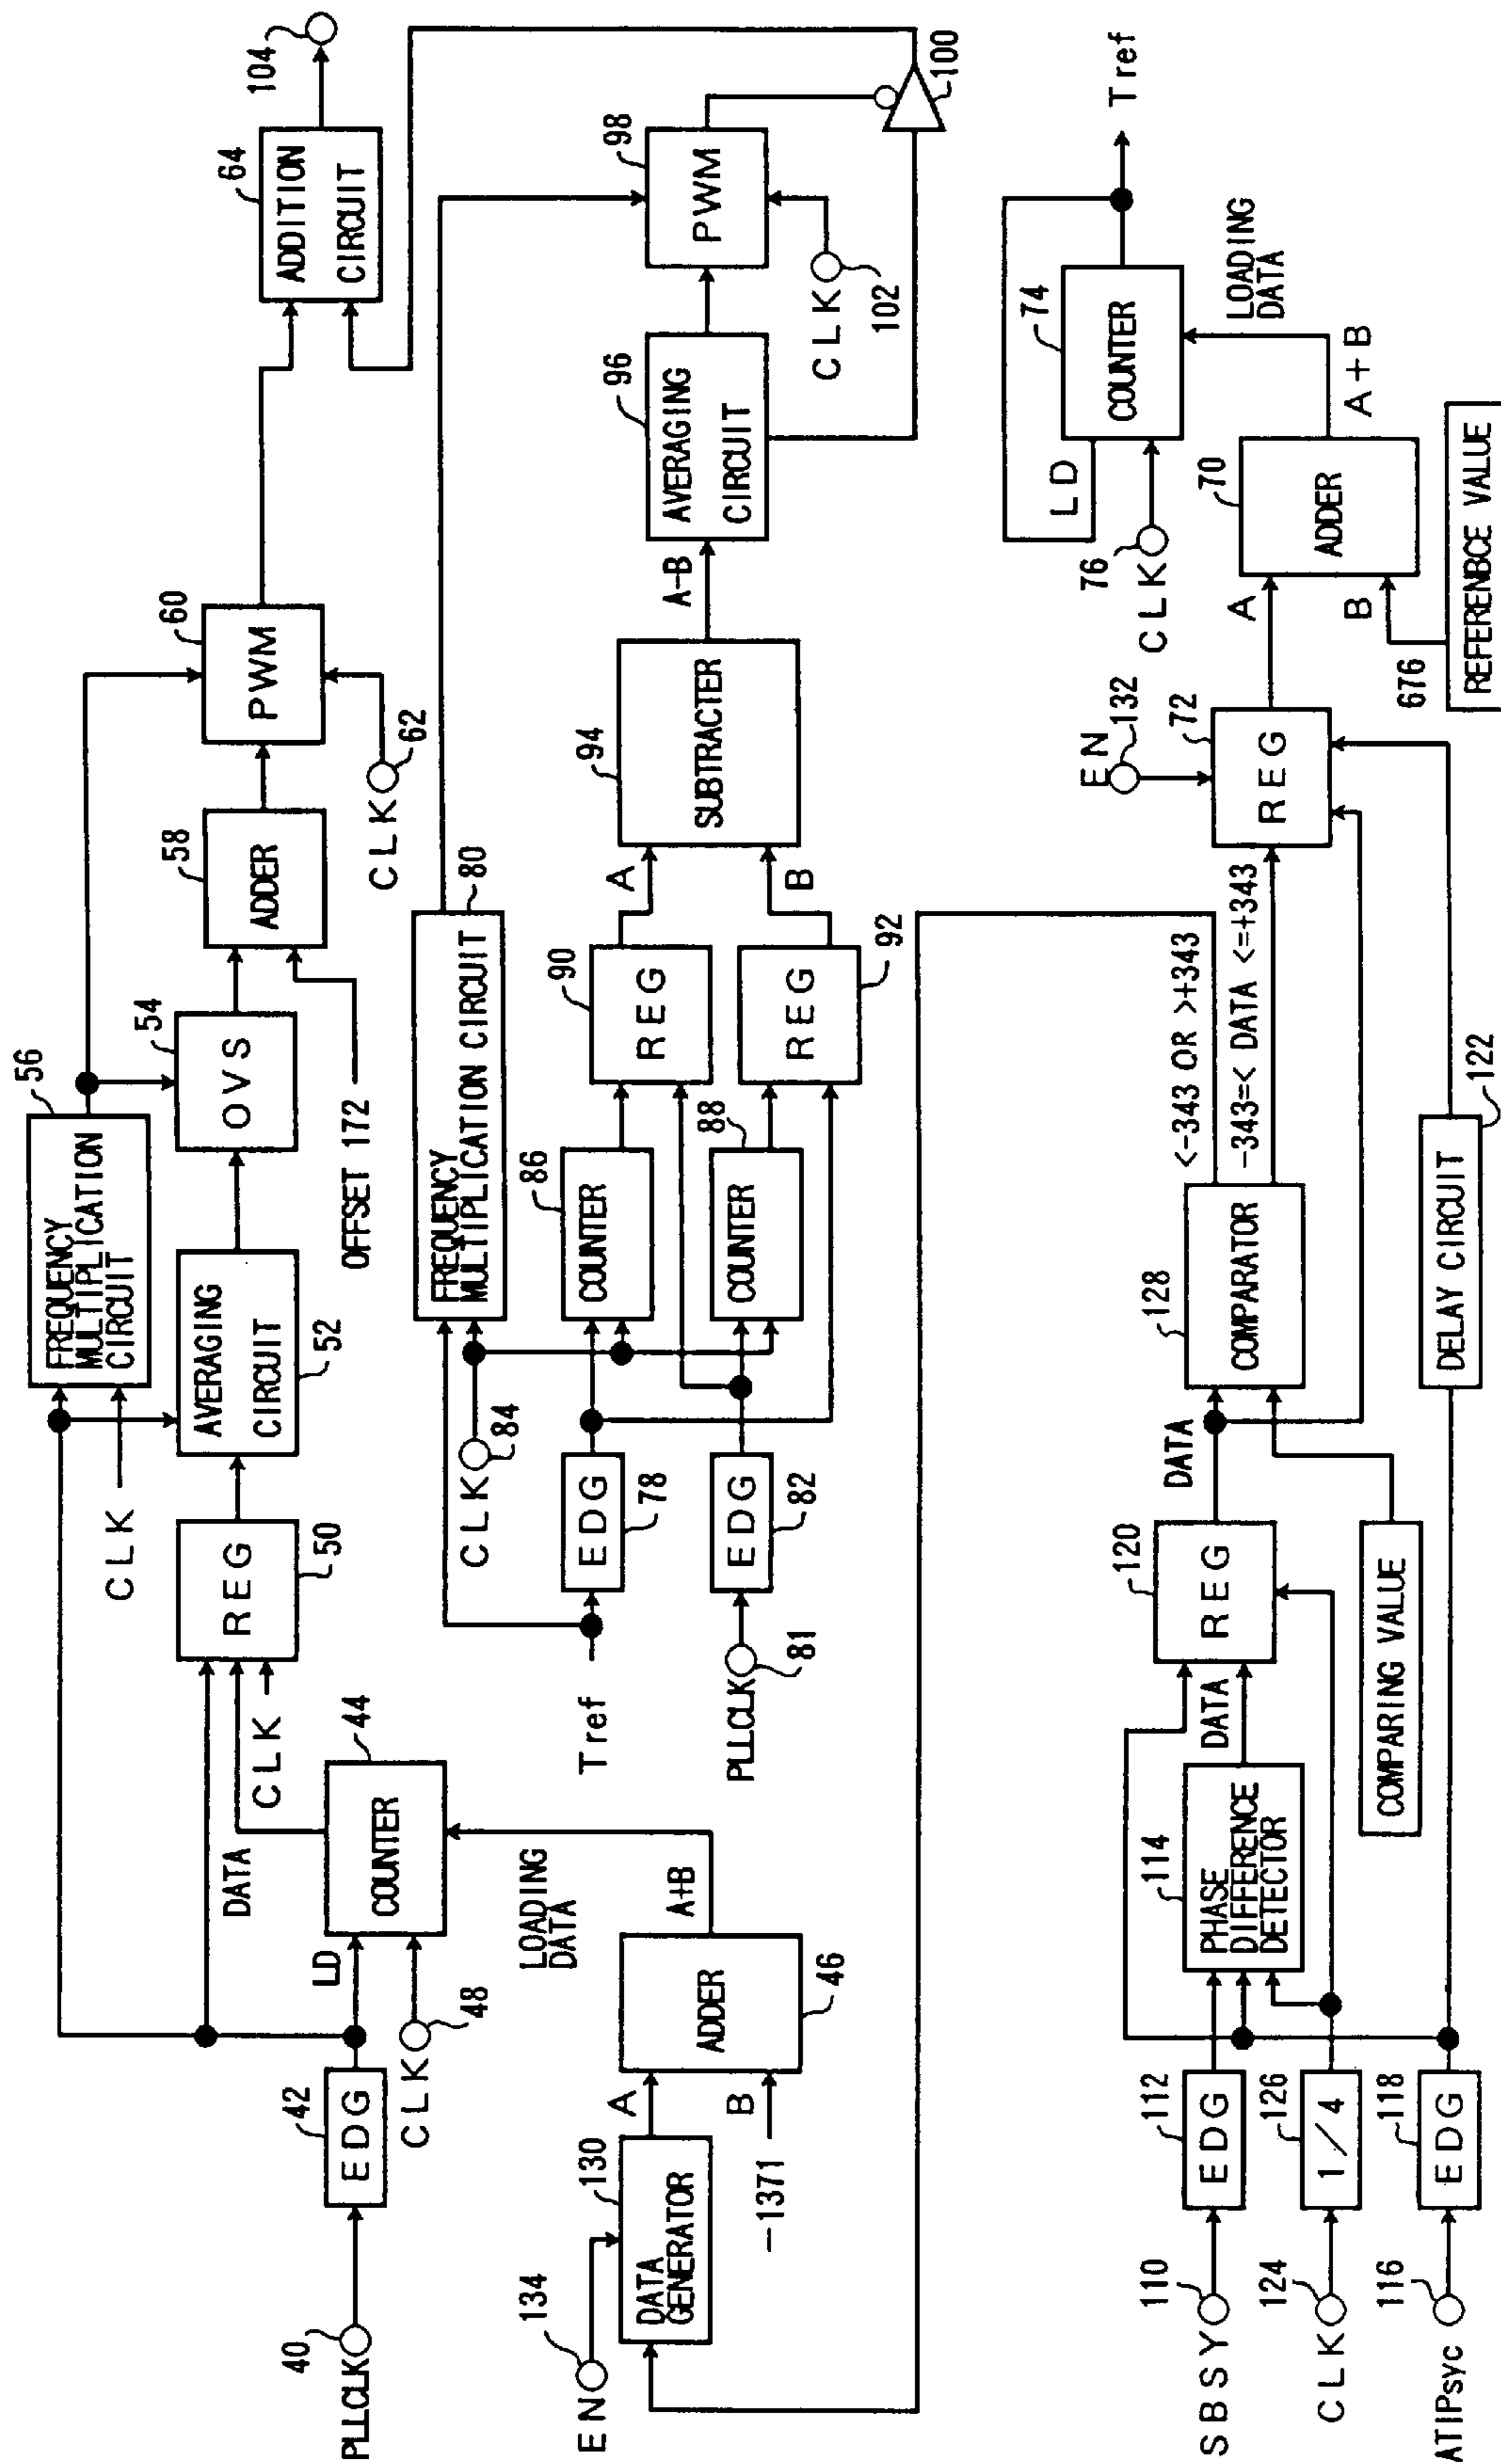 40
PLLCLK
42
EDG
LD
CLK
48
DATA
44
COUNTER
CLK
REG
50
CLK
56
FREQUENCY
MULTIPLICATION
CIRCUIT
AVERAGING
CIRCUIT
52
54
OVS
OFFSET 172
58
ADDER
60
PWM
CLK
62
64
ADDITION
CIRCUIT
104
EN
134
130
DATA
GENERATOR
A
B
-1371
ADDER
46
A+B
LOADING
DATA
Tref
PLLCLK
81
EDG
78
EDG
82
CLK
84
FREQUENCY
MULTIPLICATION CIRCUIT
80
86
COUNTER
88
COUNTER
90
REG
REG
92
A
B
94
SUBTRACTER
A-B
96
AVERAGING
CIRCUIT
98
PWM
CLK
102
100
SBSY
110
112
EDG
CLK
124
126
1/4
ATIPsyc
116
118
EDG
114
PHASE
DIFFERENCE
DETECTOR
DATA
120
REG
DATA
COMPARING VALUE
128
COMPARATOR
<-343 OR >+343
-343=< DATA <=+343
DELAY CIRCUIT
122
EN
132
72
REG
A
B
676
REFERENBCE VALUE
70
ADDER
A+B
LOADING
DATA
CLK
76
LD
74
COUNTER
Tref